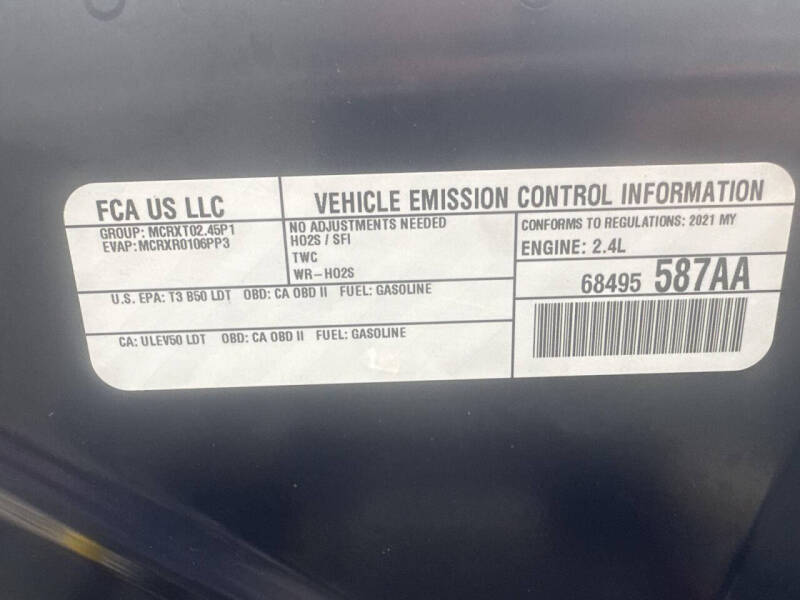 FCA US LLC
GROUP: MCRXT02.45P1
EVAP: MCRXR0106PP3
VEHICLE EMISSION CONTROL INFORMATION
NO ADJUSTMENTS NEEDED
HO2S / SFI
TWC
WR-HO2S
CONFORMS TO REGULATIONS: 2021 MY
ENGINE: 2.4L
U.S. EPA: T3 B50 LDT OBD: CA OBD II FUEL: GASOLINE
68495 587AA
CA: ULEV50 LDT OBD: CA OBD II FUEL: GASOLINE